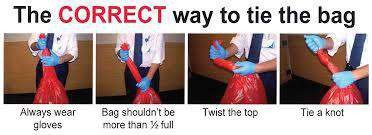 The CORRECT way to tie the bag
Always wear
gloves
Bag shouldn't be
more than ½ full
Twist the top
Tie a knot